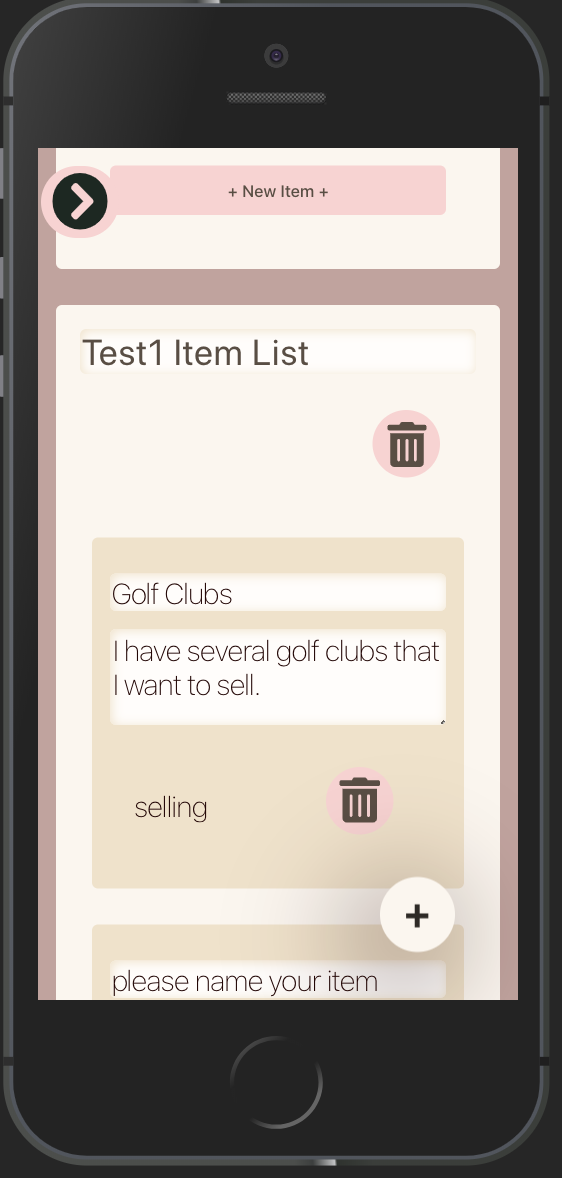 + New Item +
Test1 Item List
Golf Clubs
I have several golf clubs that
I want to sell.
selling
+
please name your item